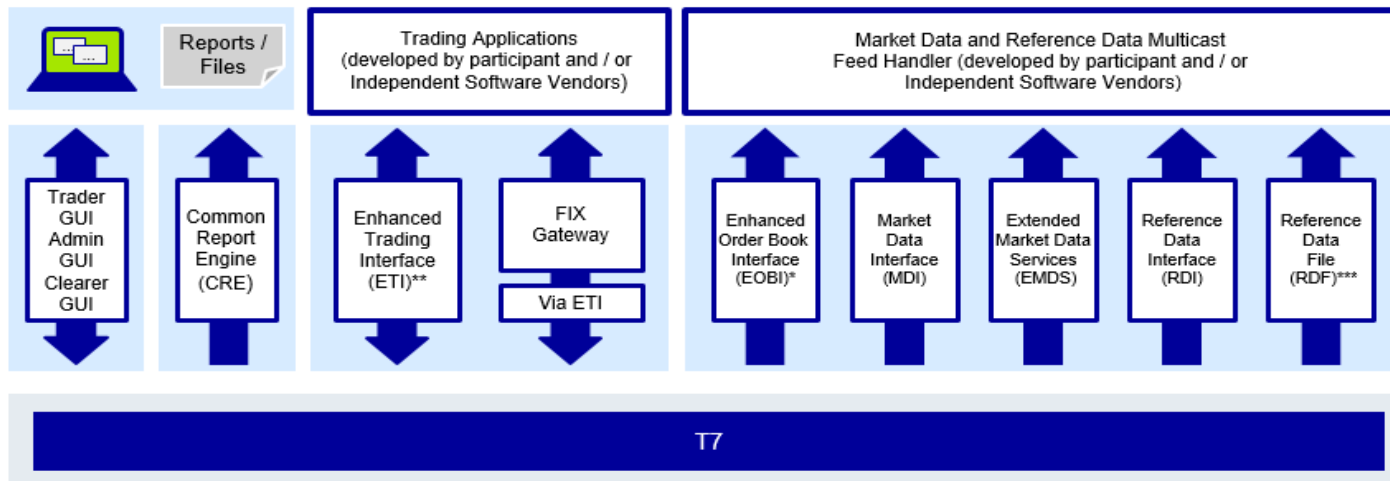 ...
...
Reports /
Files
Trading Applications
(developed by participant and / or
Independent Software Vendors)
Market Data and Reference Data Multicast
Feed Handler (developed by participant and / or
Independent Software Vendors)
Trader
GUI
Admin
GUI
Clearer
GUI
Common
Report
Engine
(CRE)
Enhanced
Trading
Interface
(ETI)**
FIX
Gateway
Via ETI
Enhanced
Order Book
Interface
(EOBI)*
Market
Data
Interface
(MDI)
Extended
Market Data
Services
(EMDS)
Reference
Data
Interface
(RDI)
Reference
Data
File
(RDF)***
T7